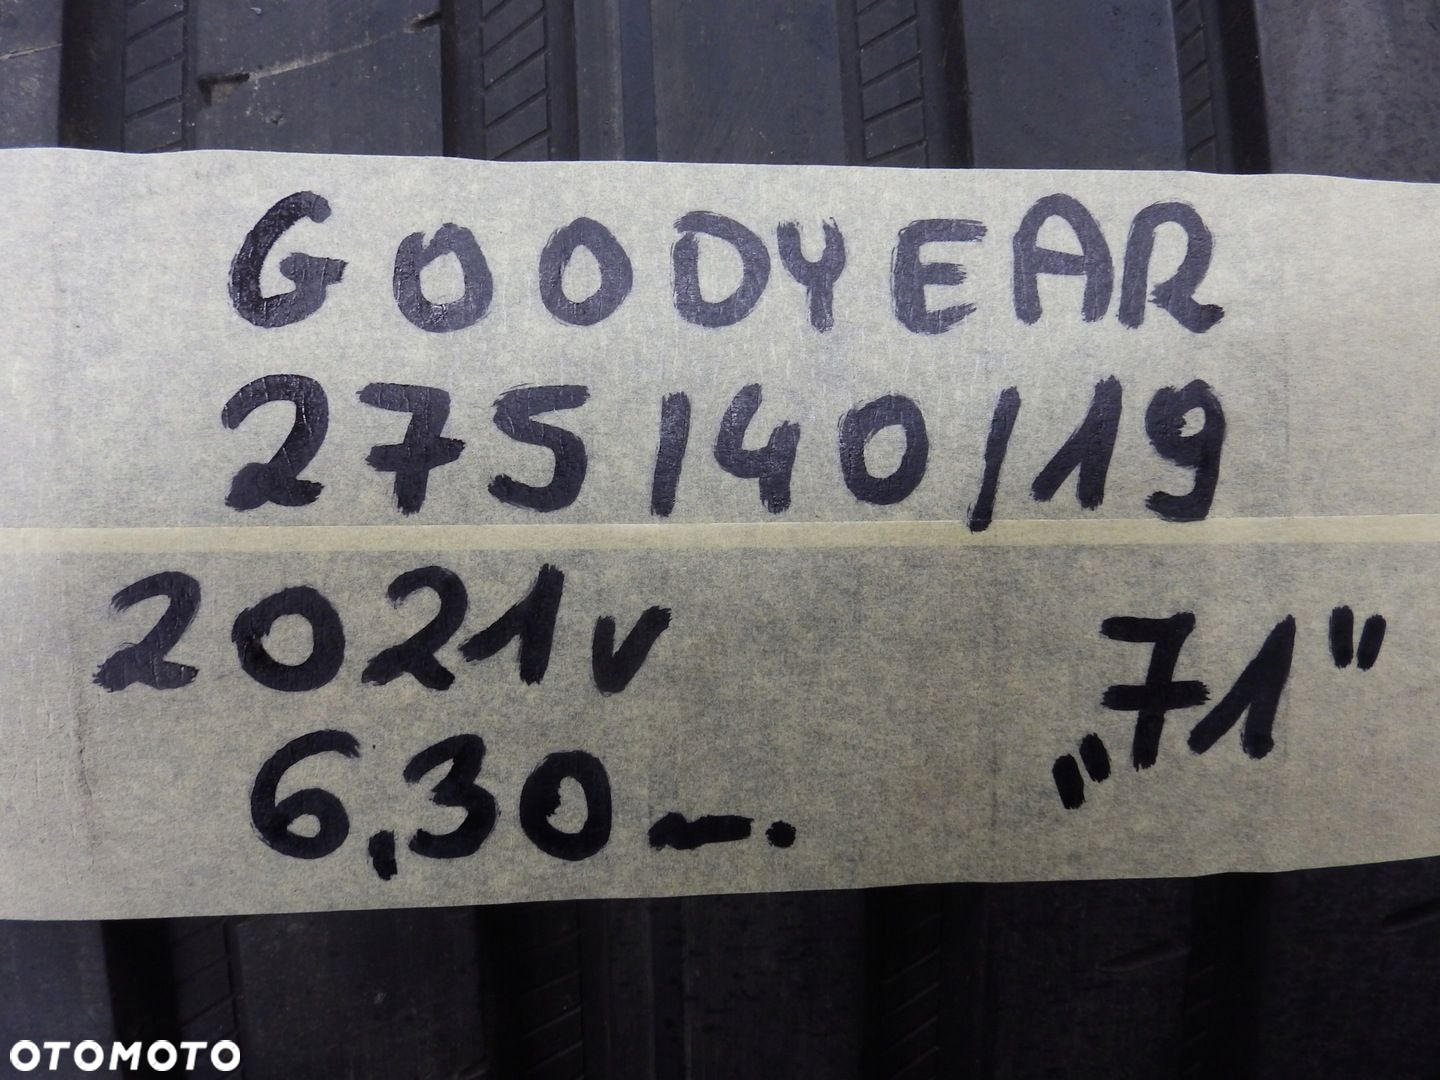 GOODYEAR
275/40/19
2021r
6,30-.
„71"
OTOMOTO